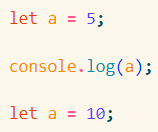 let a = 5;
console.log(a);
let a = 10;